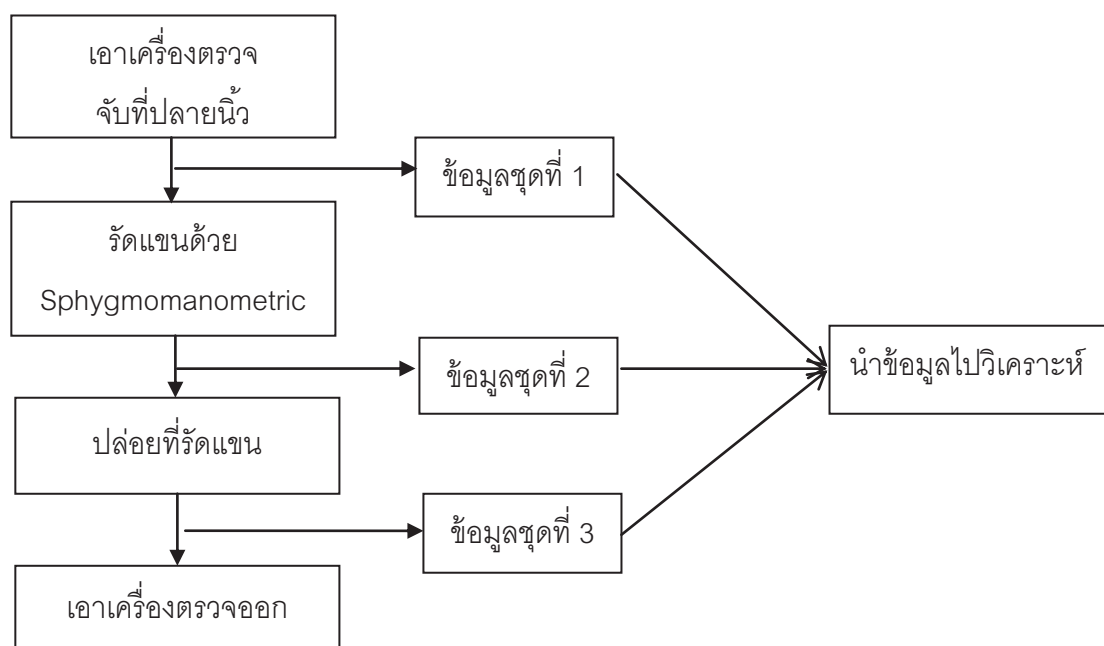 เอาเครื่องตรวจ
จับที่ปลายนิ้ว
ข้อมูลชุดที่ 1
รัดแขนด้วย
Sphygmomanometric
ข้อมูลชุดที่ 2
นำข้อมูลไปวิเคราะห์
ปล่อยที่รัดแขน
ข้อมูลชุดที่ 3
เอาเครื่องตรวจออก